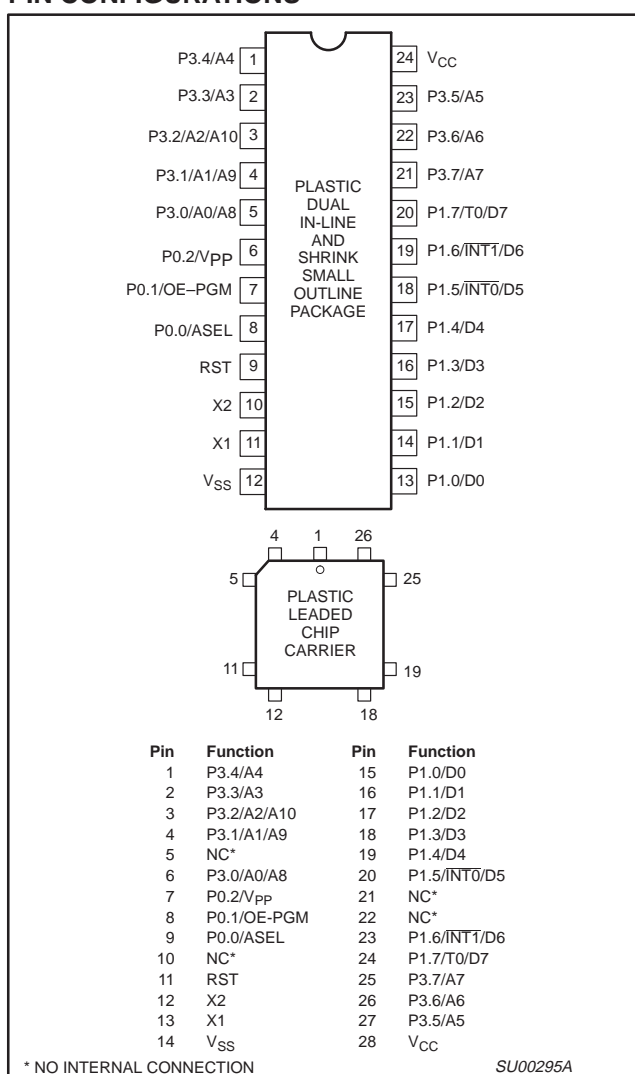 PIN CONFIGURATIONS
P3.4/A4 1 24 VCC
P3.3/A3 2 23 P3.5/A5
P3.2/A2/A10 3 22 P3.6/A6
P3.1/A1/A9 4 21 P3.7/A7
P3.0/A0/A8 5 20 P1.7/T0/D7
P0.2/VPP 6 19 P1.6/INT1/D6
P0.1/OE–PGM 7 18 P1.5/INT0/D5
P0.0/ASEL 8 17 P1.4/D4
RST 9 16 P1.3/D3
X2 10 15 P1.2/D2
X1 11 14 P1.1/D1
VSS 12 13 P1.0/D0
PLASTIC
DUAL
IN-LINE
AND
SHRINK
SMALL
OUTLINE
PACKAGE
4 1 26
5 25
PLASTIC
LEADED
CHIP
CARRIER
11 19
12 18
Pin Function Pin Function
1 P3.4/A4 15 P1.0/D0
2 P3.3/A3 16 P1.1/D1
3 P3.2/A2/A10 17 P1.2/D2
4 P3.1/A1/A9 18 P1.3/D3
5 NC* 19 P1.4/D4
6 P3.0/A0/A8 20 P1.5/INT0/D5
7 P0.2/VPP 21 NC*
8 P0.1/OE-PGM 22 NC*
9 P0.0/ASEL 23 P1.6/INT1/D6
10 NC* 24 P1.7/T0/D7
11 RST 25 P3.7/A7
12 X2 26 P3.6/A6
13 X1 27 P3.5/A5
14 VSS 28 VCC
* NO INTERNAL CONNECTION SU00295A